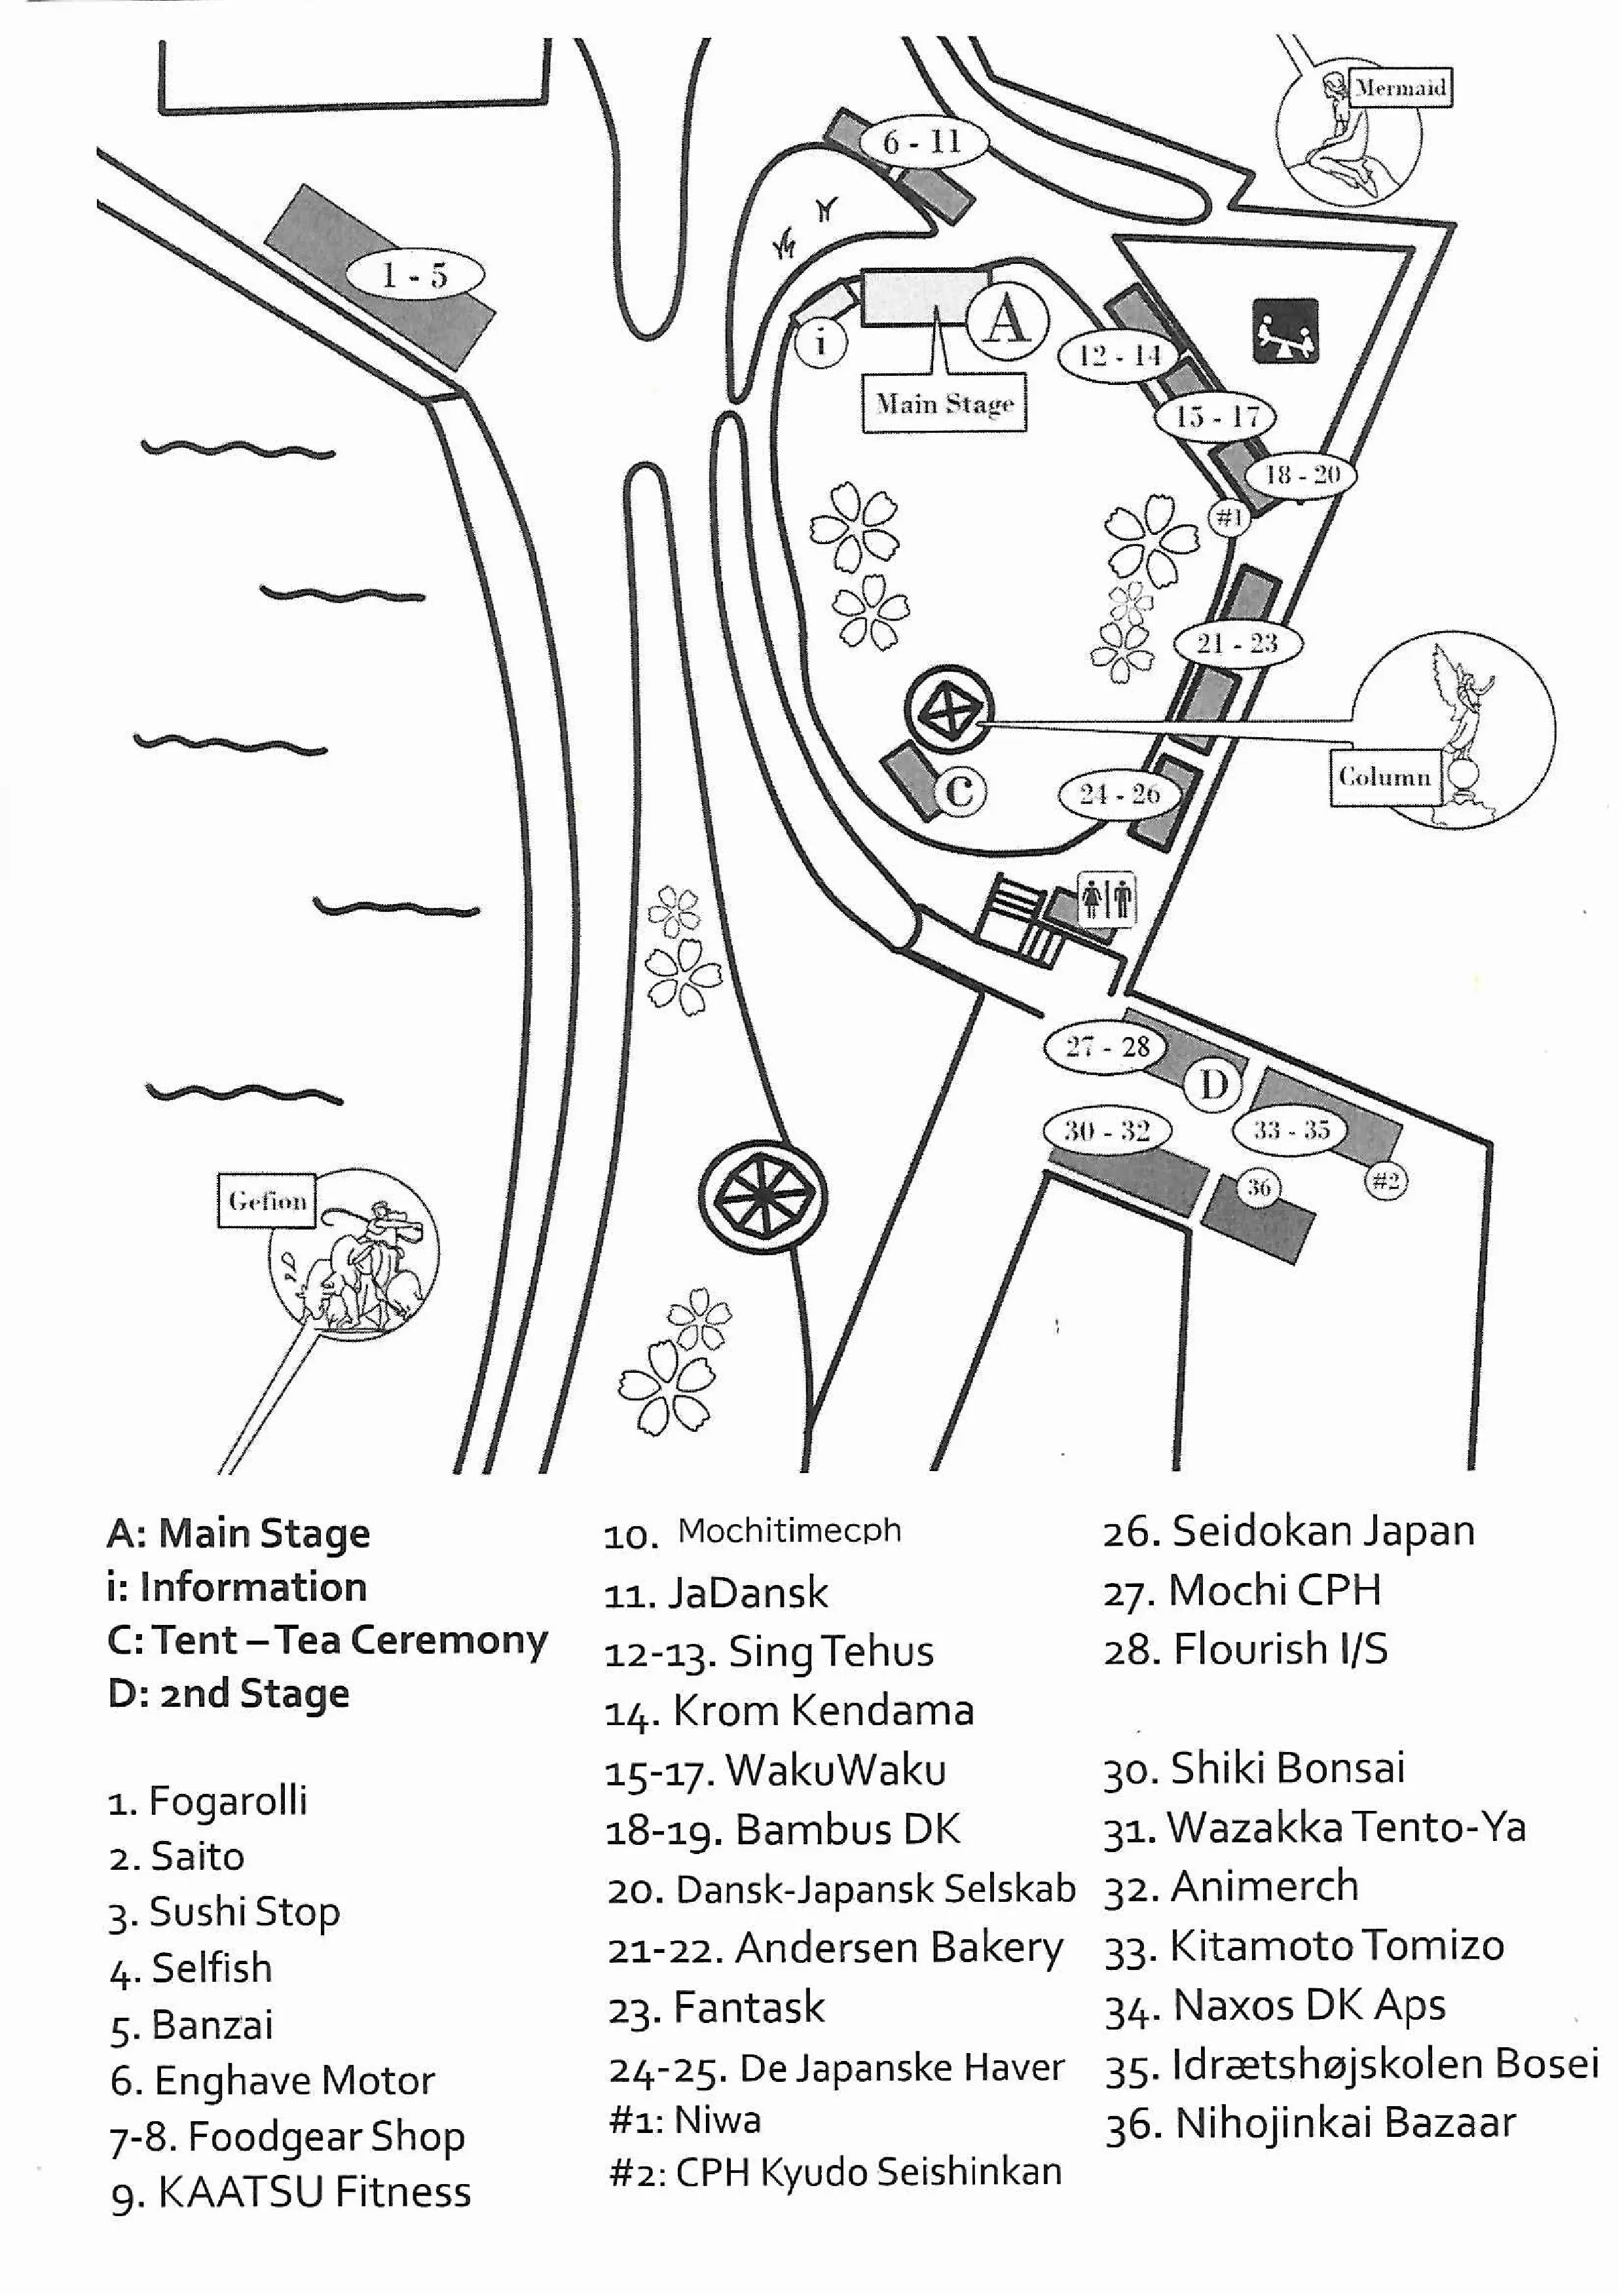 Mermaid
6 - 11
1 - 5
A
i
12 - 14
Main Stage
15 - 17
18 - 20
#1
21 - 23
Column
24 - 26
C
27 - 28
D
30 - 32
33 - 35
#2
36
Gefion
A: Main Stage
i: Information
C: Tent – Tea Ceremony
D: 2nd Stage
1. Fogarolli
2. Saito
3. Sushi Stop
4. Selfish
5. Banzai
6. Enghave Motor
7-8. Foodgear Shop
9. KAATSU Fitness
10. Mochitimecph
11. JaDansk
12-13. Sing Tehus
14. Krom Kendama
15-17. WakuWaku
18-19. Bambus DK
20. Dansk-Japansk Selskab
21-22. Andersen Bakery
23. Fantask
24-25. De Japanske Haver
#1: Niwa
#2: CPH Kyudo Seishinkan
26. Seidokan Japan
27. Mochi CPH
28. Flourish I/S
30. Shiki Bonsai
31. Wazakka Tento-Ya
32. Animerch
33. Kitamoto Tomizo
34. Naxos DK Aps
35. Idrætshøjskolen Bosei
36. Nihojinkai Bazaar